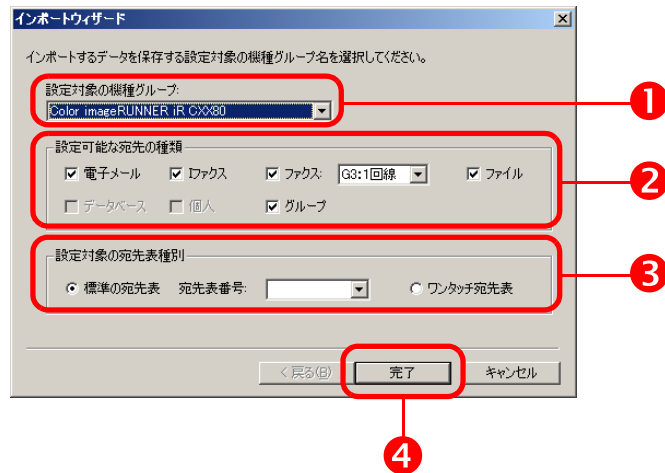 インポートウィザード
インポートするデータを保存する設定対象の機種グループ名を選択してください。
設定対象の機種グループ:
Color imageRUNNER iR CXX80
1
設定可能な宛先の種類
電子メール Iファクス ファクス: G3:1回線 ファイル
データベース 個人 グループ
2
設定対象の宛先表種別
標準の宛先表 宛先表番号: ワンタッチ宛先表
3
< 戻る(B) 完了 キャンセル
4